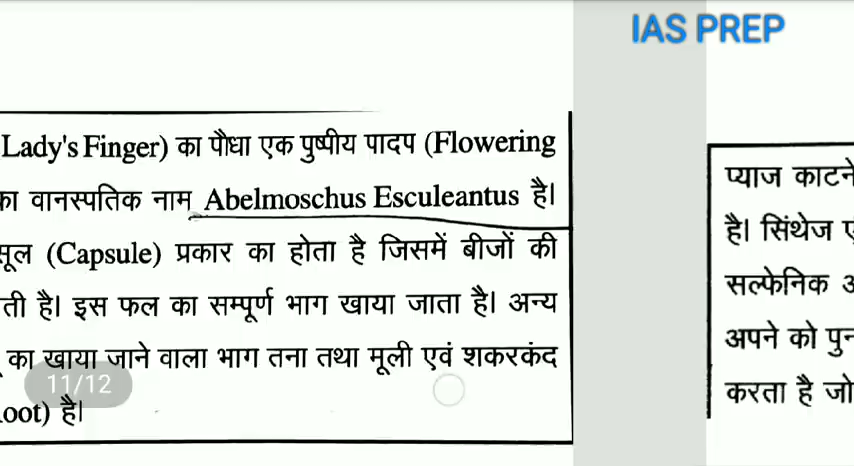 IAS PREP
Lady's Finger) का पौधा एक पुष्पीय पादप (Flowering
का वानस्पतिक नाम Abelmoschus Esculeantus है।
(Capsule) प्रकार का होता है जिसमें बीजों की
है। इस फल का सम्पूर्ण भाग खाया जाता है। अन्य
का खाया जाने वाला भाग तना तथा मूली एवं शकरकंद
11/12
oot) है।
प्याज काटने
है। सिंथेज
सल्फेनिक
अपने को
करता है जो